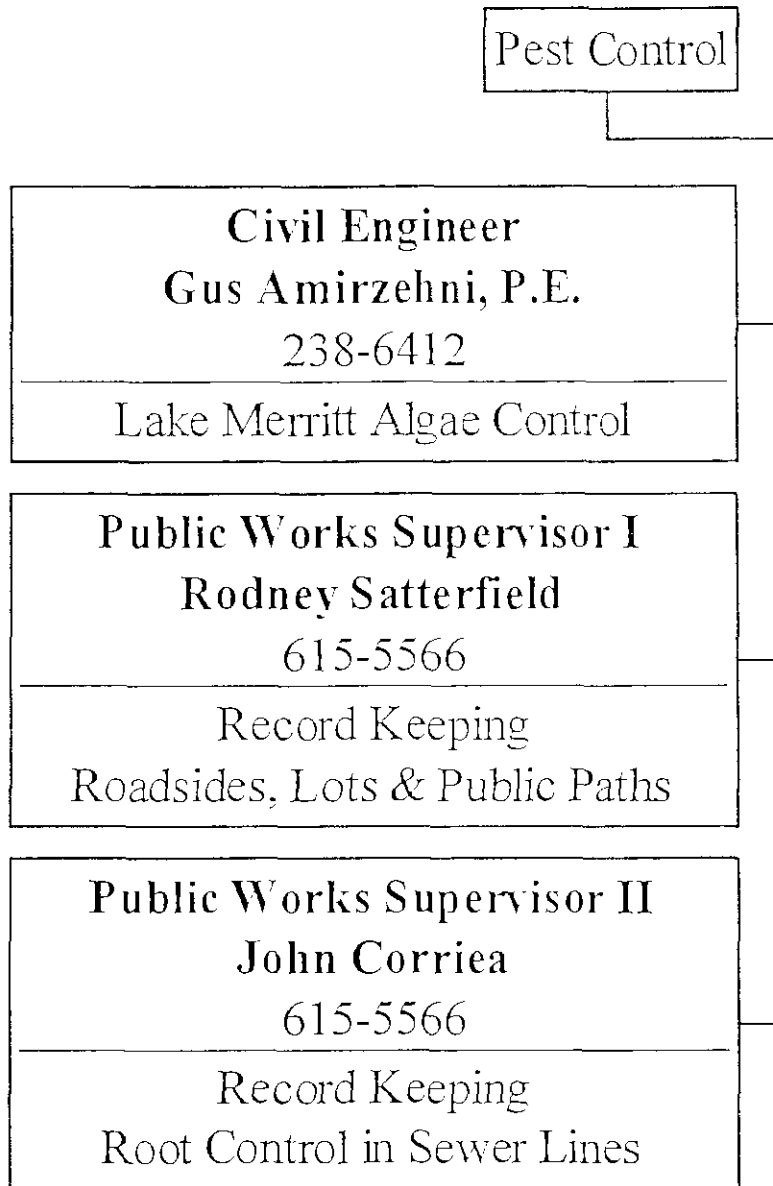 Pest Control
Civil Engineer
Gus Amirzehni, P.E.
238-6412
Lake Merritt Algae Control
Public Works Supervisor I
Rodney Satterfield
615-5566
Record Keeping
Roadsides, Lots & Public Paths
Public Works Supervisor II
John Corriea
615-5566
Record Keeping
Root Control in Sewer Lines